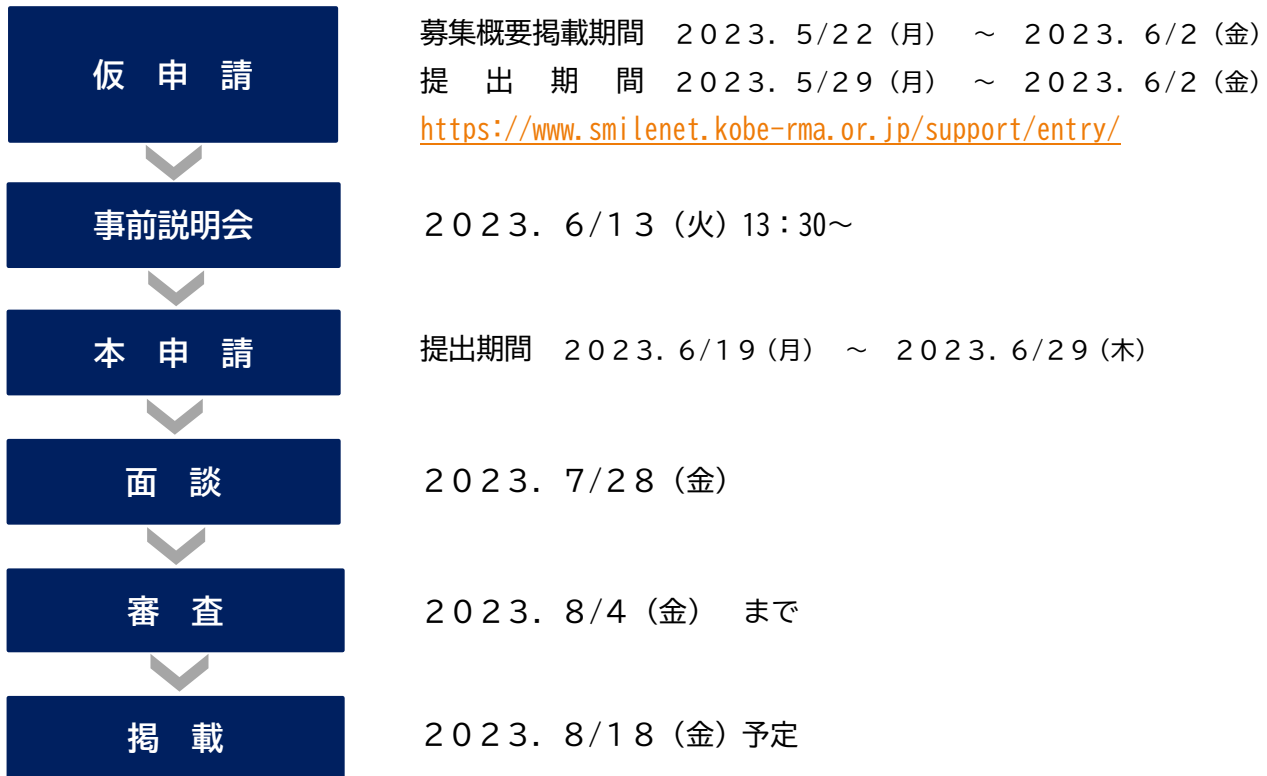 仮 申 請
募集概要掲載期間 2023. 5/22（月） ～ 2023. 6/2（金）
提 出 期 間 2023. 5/29（月） ～ 2023. 6/2（金）
https://www.smilenet.kobe-rma.or.jp/support/entry/
事前説明会
2023. 6/13（火）13：30～
本 申 請
提出期間 2023. 6/19（月） ～ 2023. 6/29（木）
面 談
2023. 7/28（金）
審 査
2023. 8/4（金） まで
掲 載
2023. 8/18（金）予定